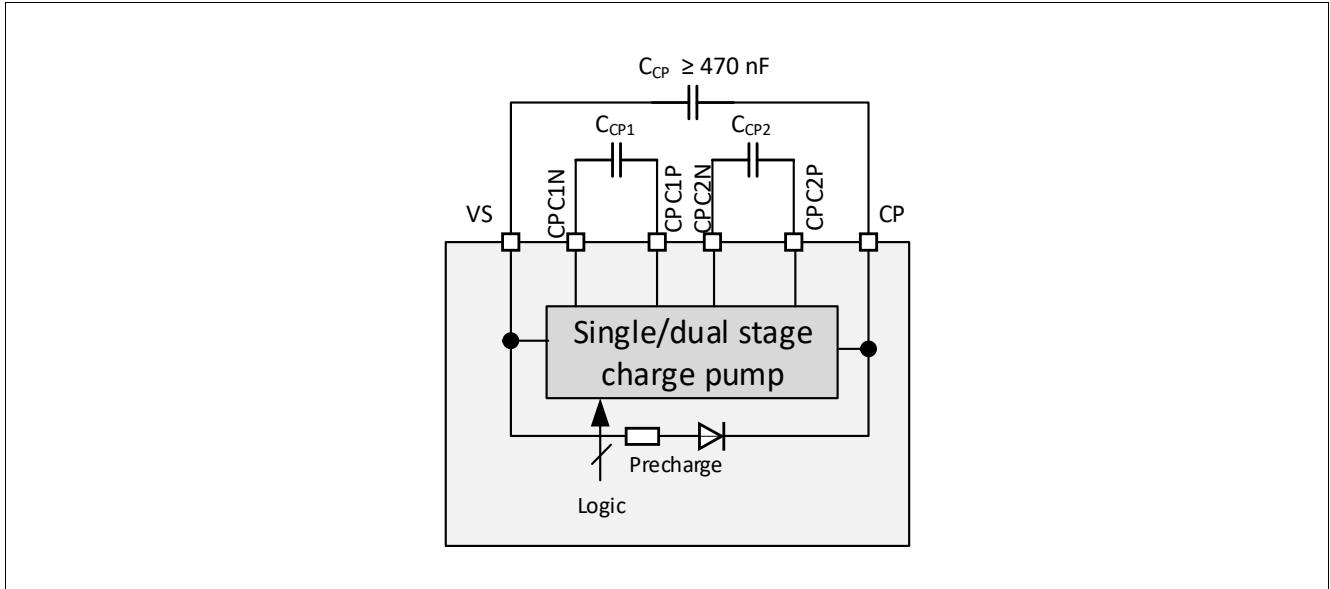 CCP ≥ 470 nF
CCP1 CCP2
VS CPC1N CPC1P CPC2N CPC2P CP
Single/dual stage
charge pump
Precharge
Logic